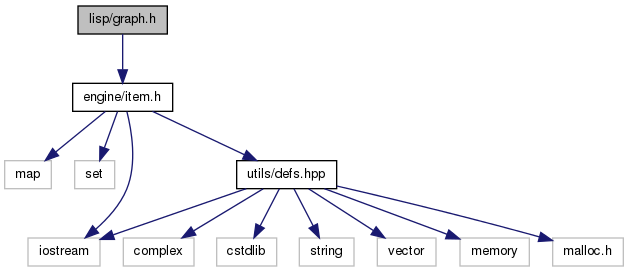 lisp/graph.h
engine/item.h
map
set
utils/defs.hpp
iostream
complex
cstdlib
string
vector
memory
malloc.h